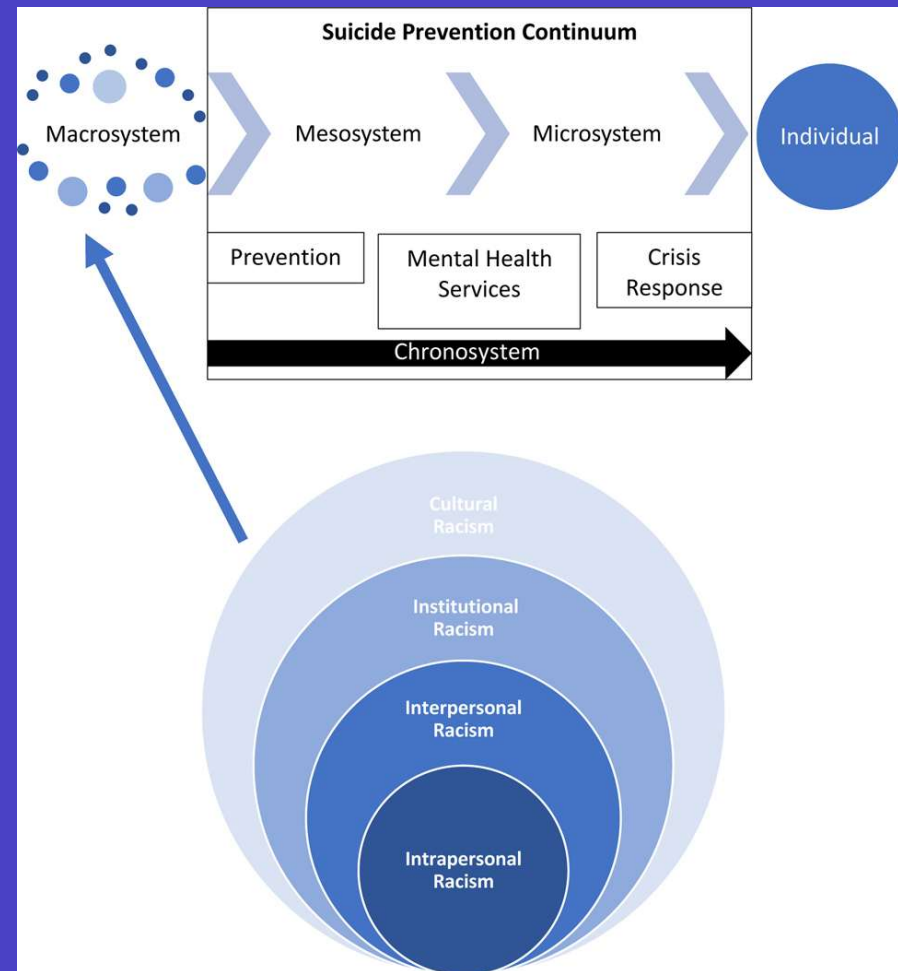 Suicide Prevention Continuum
Macrosystem
Mesosystem
Microsystem
Individual
Prevention
Mental Health
Services
Crisis
Response
Chronosystem
Cultural
Racism
Institutional
Racism
Interpersonal
Racism
Intrapersonal
Racism